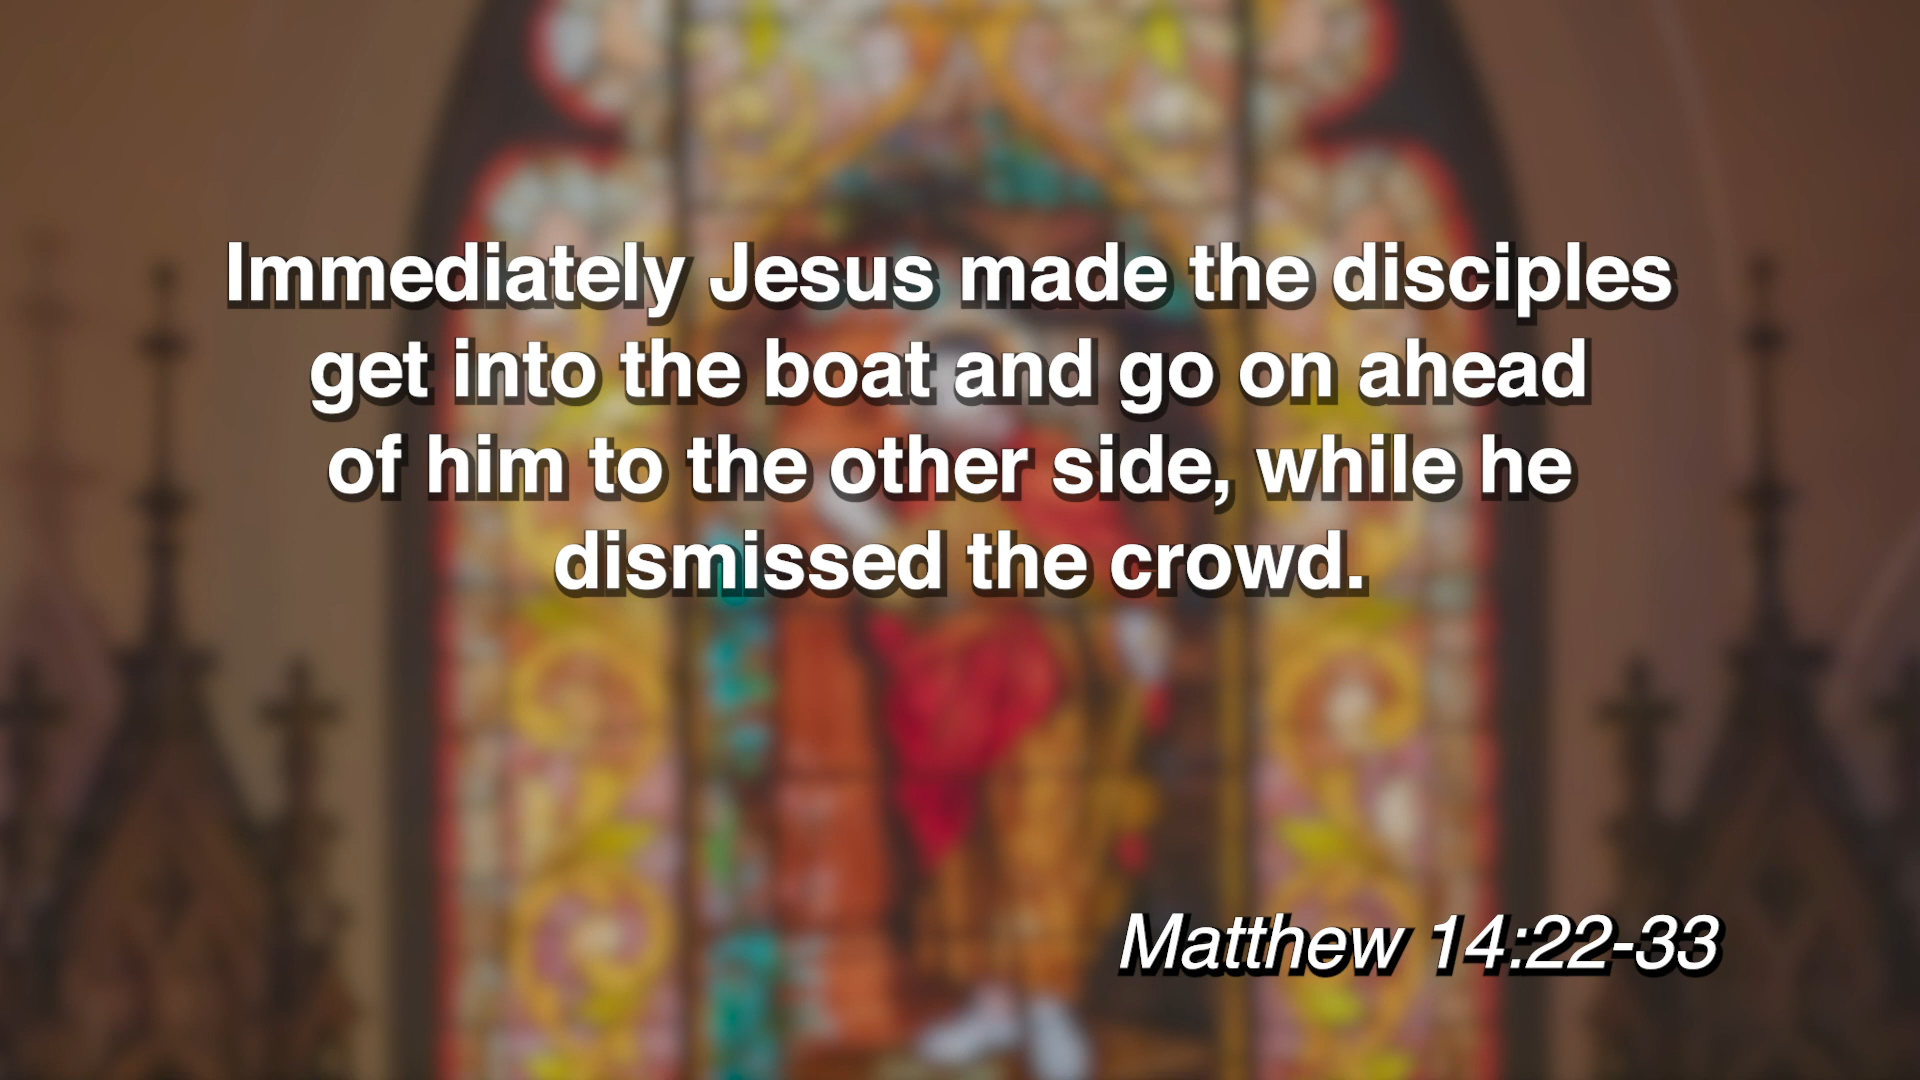 Immediately Jesus made the disciples
get into the boat and go on ahead
of him to the other side, while he
dismissed the crowd.
Matthew 14:22-33